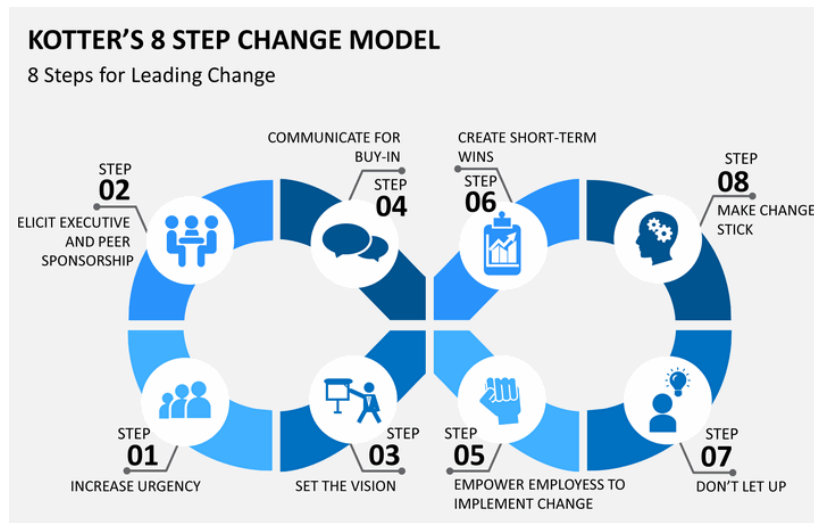 KOTTER'S 8 STEP CHANGE MODEL
8 Steps for Leading Change
STEP
01
INCREASE URGENCY
STEP
02
ELICIT EXECUTIVE
AND PEER
SPONSORSHIP
STEP
03
SET THE VISION
COMMUNICATE FOR
BUY-IN
STEP
04
STEP
05
EMPOWER EMPLOYESS TO
IMPLEMENT CHANGE
CREATE SHORT-TERM
WINS
STEP
06
STEP
07
DON'T LET UP
STEP
08
MAKE CHANGE
STICK